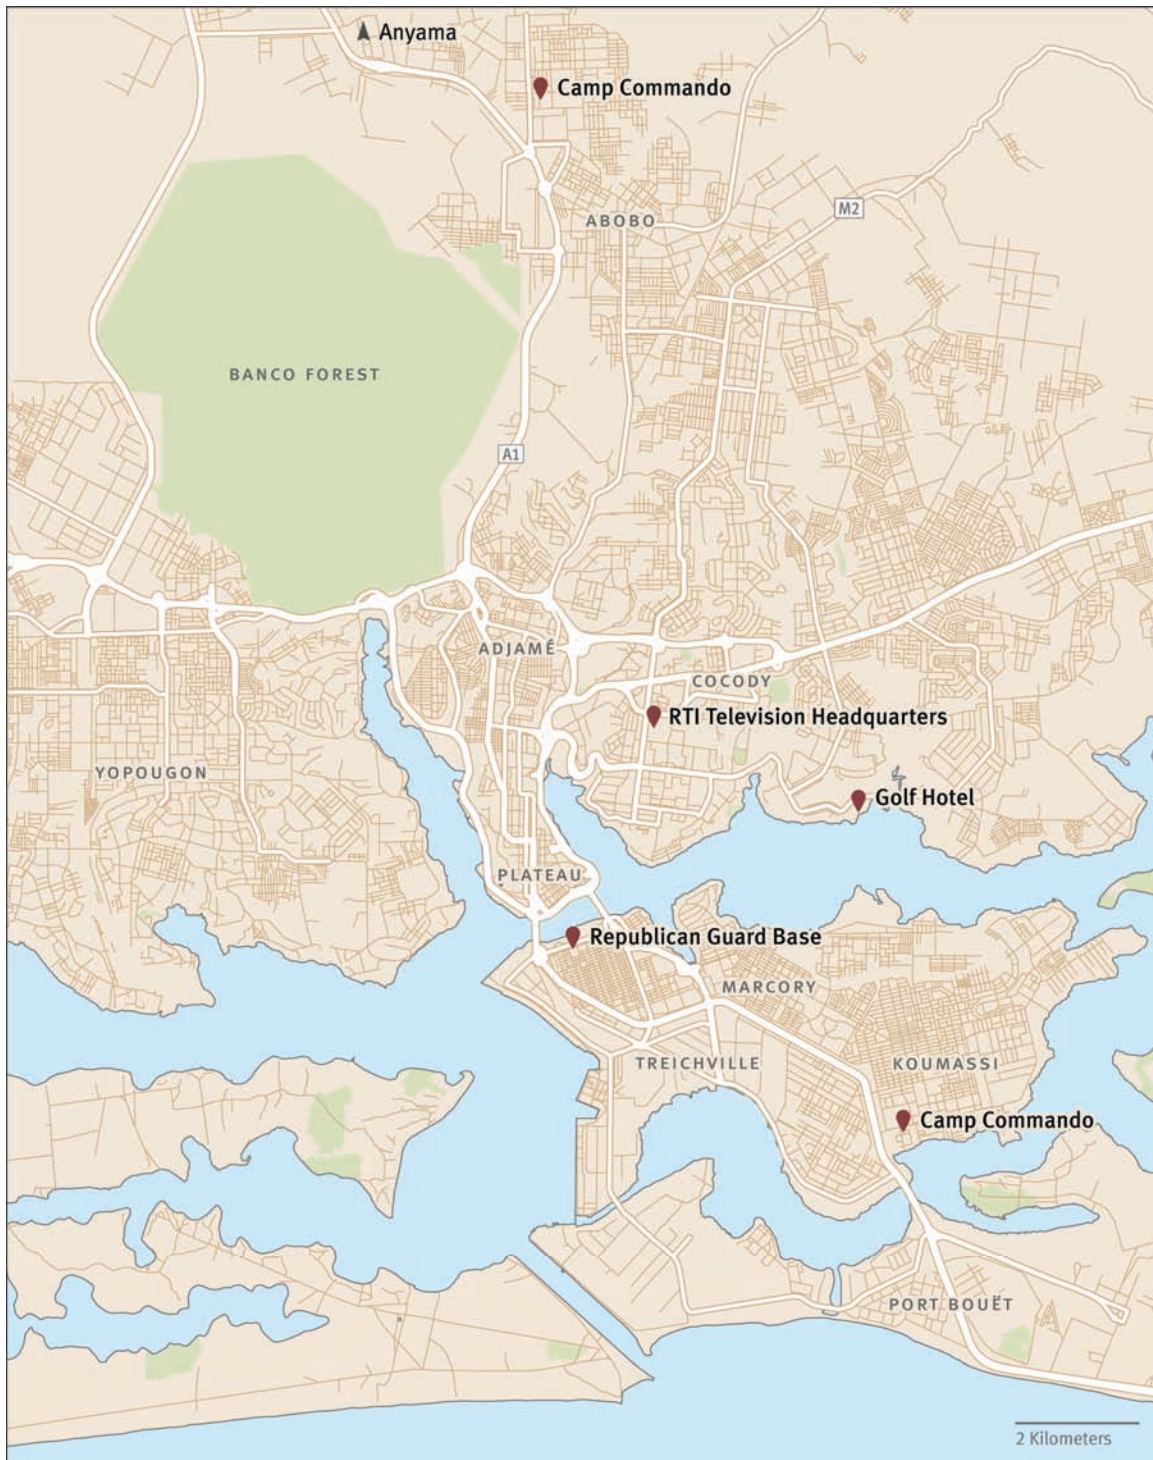 Anyama
Camp Commando
M2
ABOBO
BANCO FOREST
A1
ADJAMÉ
COCODY
RTI Television Headquarters
YOPOUGON
Golf Hotel
PLATEAU
Republican Guard Base
MARCORY
TREICHVILLE
KOUMASSI
Camp Commando
PORT BOUËT
2 Kilometers